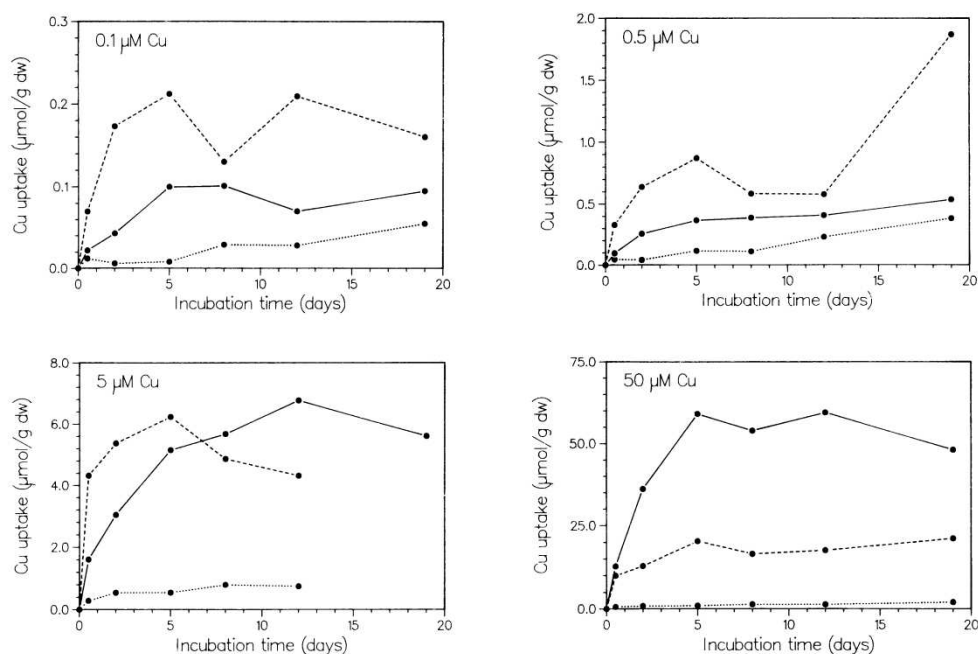 0.1 µM Cu
Cu uptake (µmol/g dw)
0.3
0.2
0.1
0.0
0 5 10 15 20
Incubation time (days)
0.5 µM Cu
Cu uptake (µmol/g dw)
2.0
1.5
1.0
0.5
0.0
0 5 10 15 20
Incubation time (days)
5 µM Cu
Cu uptake (µmol/g dw)
8.0
6.0
4.0
2.0
0.0
0 5 10 15 20
Incubation time (days)
50 µM Cu
Cu uptake (µmol/g dw)
75.0
50.0
25.0
0.0
0 5 10 15 20
Incubation time (days)